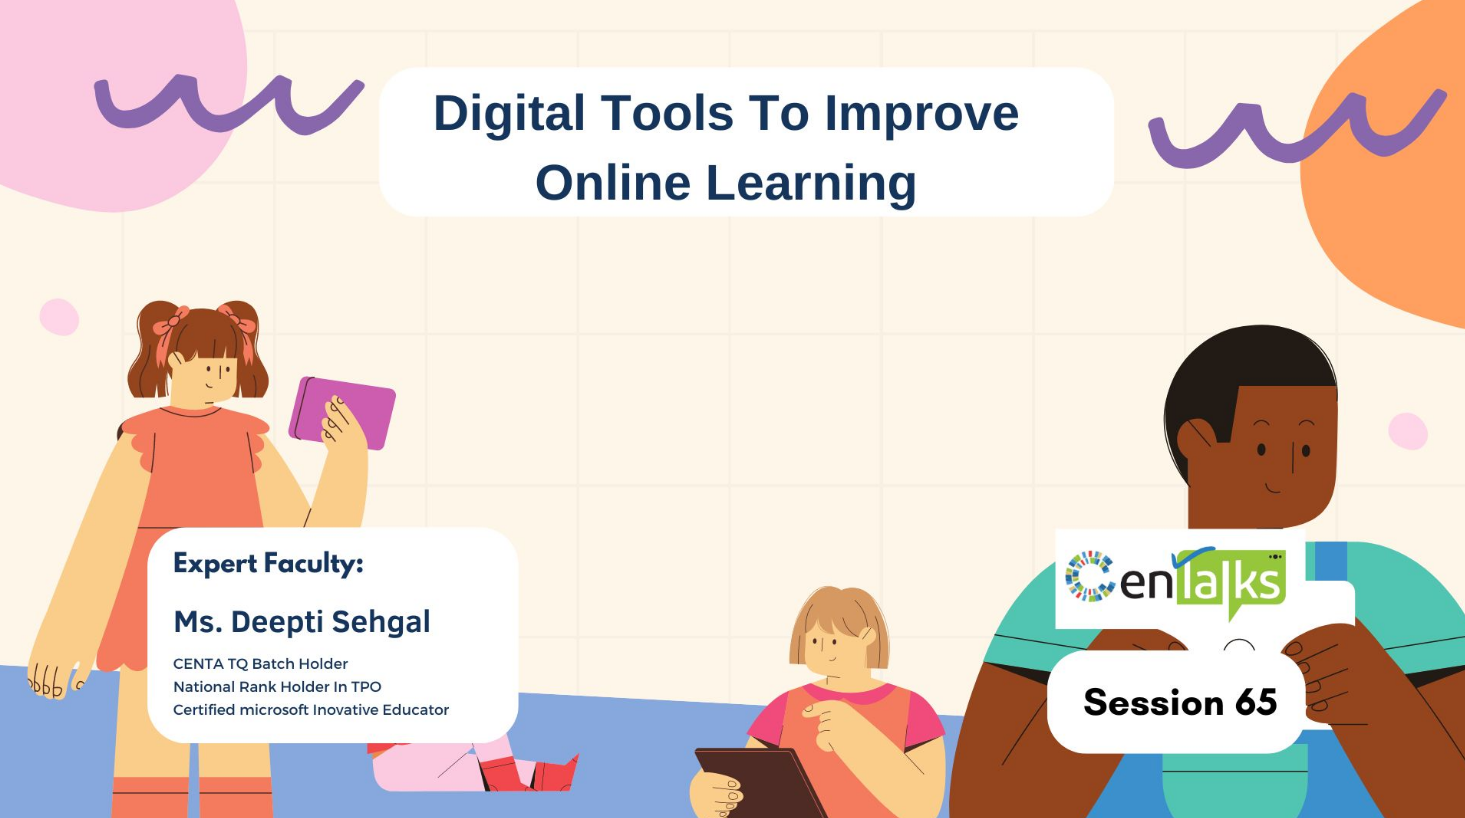 Digital Tools To Improve
Online Learning
Expert Faculty:
Ms. Deepti Sehgal
CENTA TQ Batch Holder
National Rank Holder In TPO
Certified microsoft Inovative Educator
CenTalks
Session 65